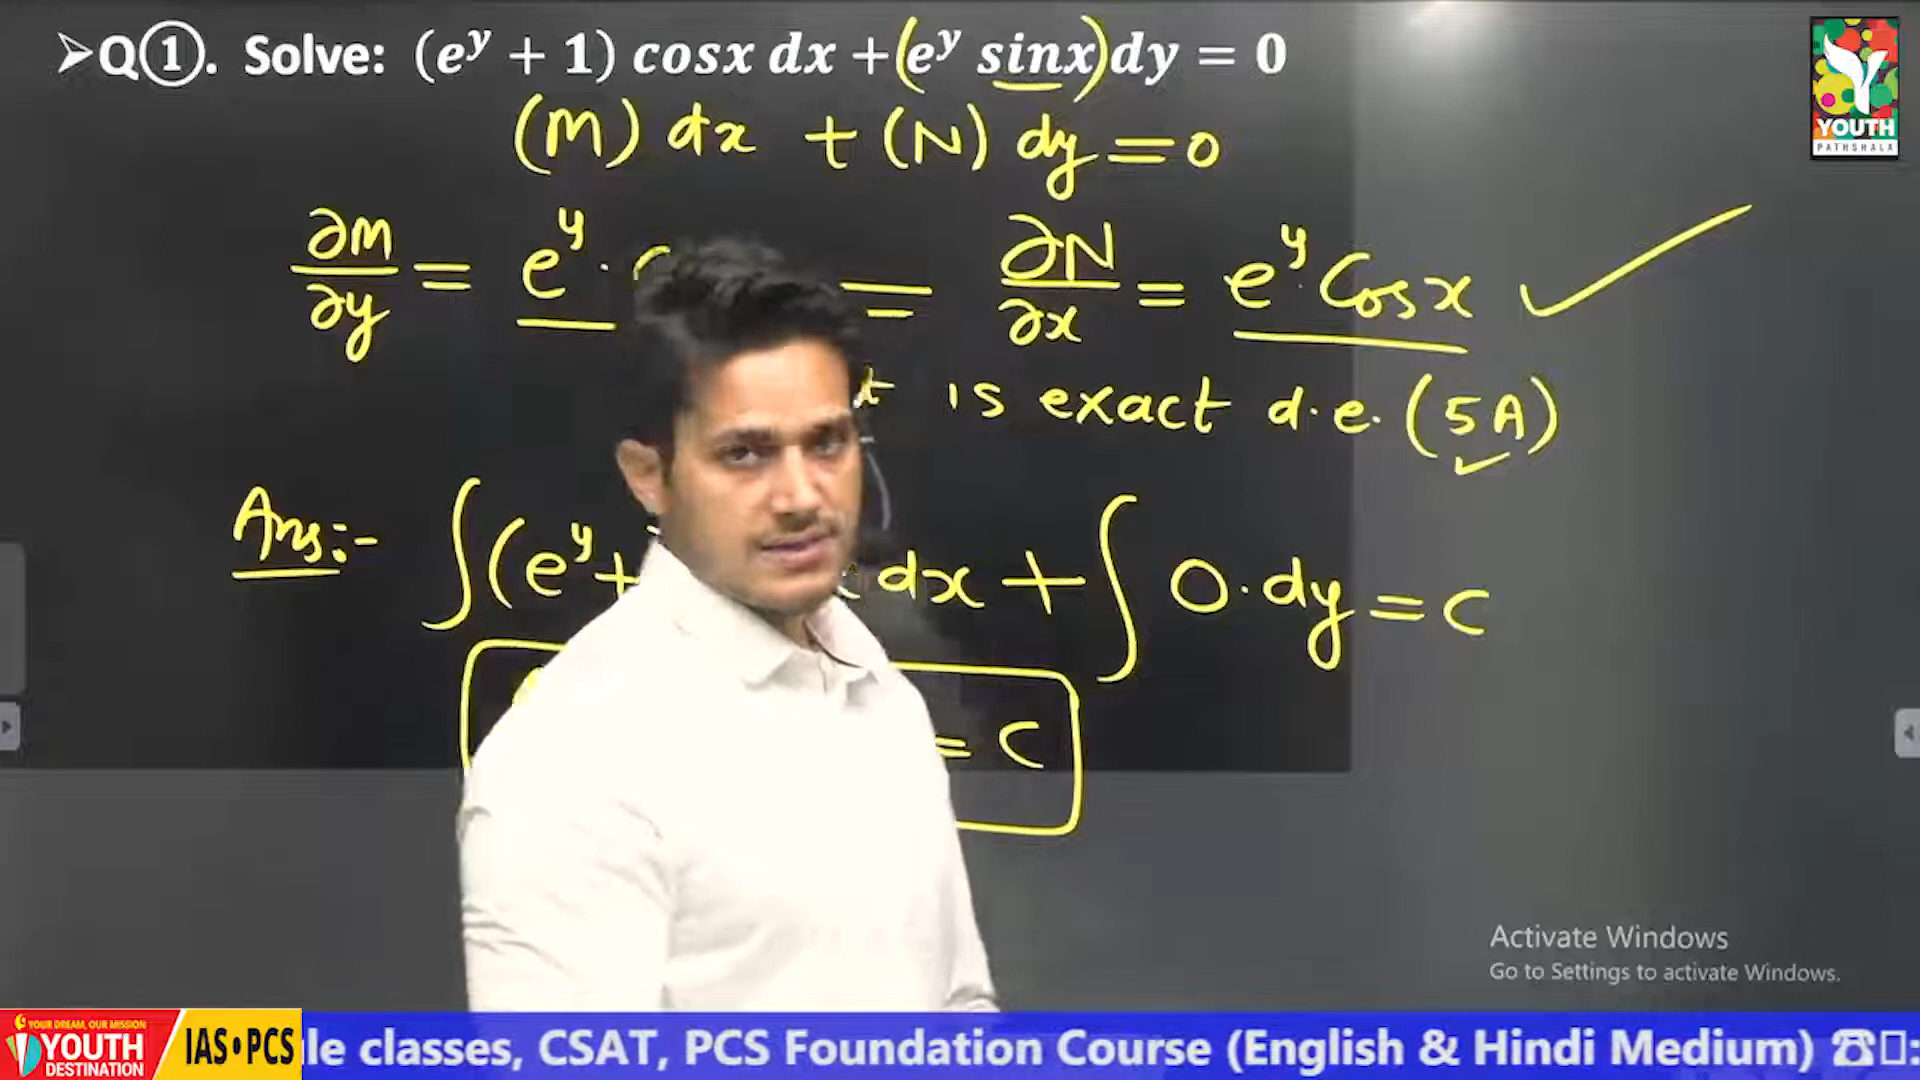 ➤Q①. Solve: (eʸ + 1) cosx dx + (eʸ sinx) dy = 0
(M) dx + (N) dy = 0
∂M/∂y = eʸ · = ∂N/∂x = eʸ · Cosx ✓
is exact d.e. (5A)
Ans:- ∫(eʸ + dx + ∫ 0 · dy = c
= c
YOUTH
PATHSHALA
Activate Windows
Go to Settings to activate Windows.
YOUR DREAM, OUR MISSION
YOUTH
DESTINATION
IAS • PCS
le classes, CSAT, PCS Foundation Course (English & Hindi Medium) ☎: